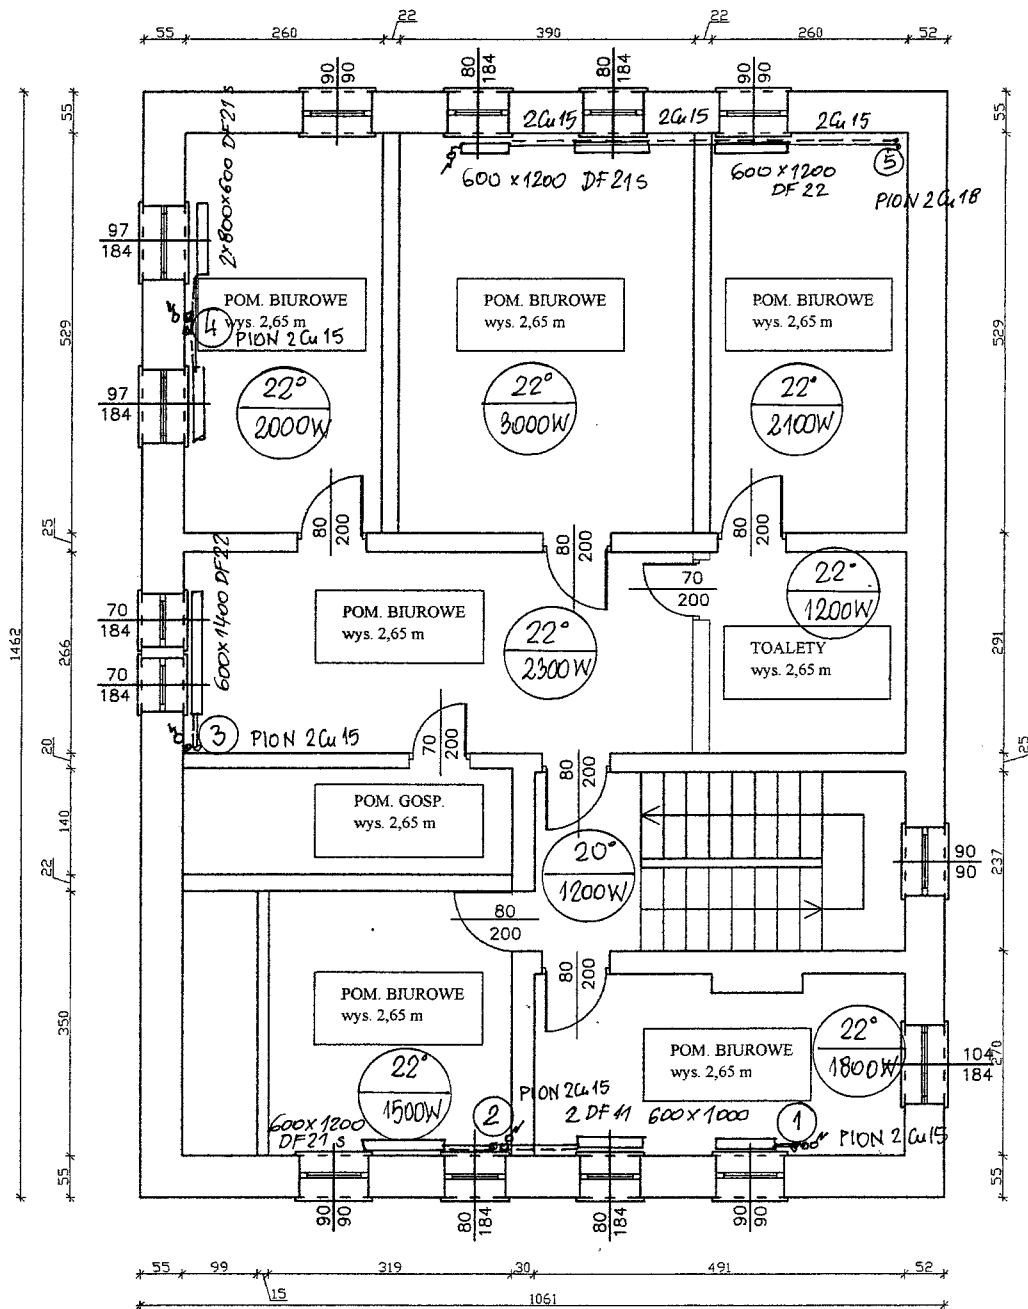 22
22
55
260
390
260
52
90
90
80
184
80
184
90
90
55
55
2Cu15
2Cu15
2Cu15
2x800x600 DF21s
600x1200 DF21s
600x1200
DF22
5
PION 2Cu18
97
184
POM. BIUROWE
wys. 2,65 m
POM. BIUROWE
wys. 2,65 m
POM. BIUROWE
wys. 2,65 m
4
PION 2Cu15
529
529
97
184
22°
2000W
22°
3000W
22°
2100W
25
80
200
80
200
80
200
70
200
600x1400 DF22
70
184
POM. BIUROWE
wys. 2,65 m
22°
2300W
22°
1200W
TOALETY
wys. 2,65 m
1462
266
291
70
184
3
PION 2Cu15
70
200
80
200
20
25
POM. GOSP.
wys. 2,65 m
140
20°
1200W
90
90
237
22
80
200
80
200
POM. BIUROWE
wys. 2,65 m
350
22°
1500W
POM. BIUROWE
wys. 2,65 m
22°
1800W
104
184
270
PION 2Cu15
2 DF11 600x1000
600x1200
DF21s
2
1
PION 2Cu15
55
55
90
90
80
184
80
184
90
90
55
99
319
30
491
52
15
1061